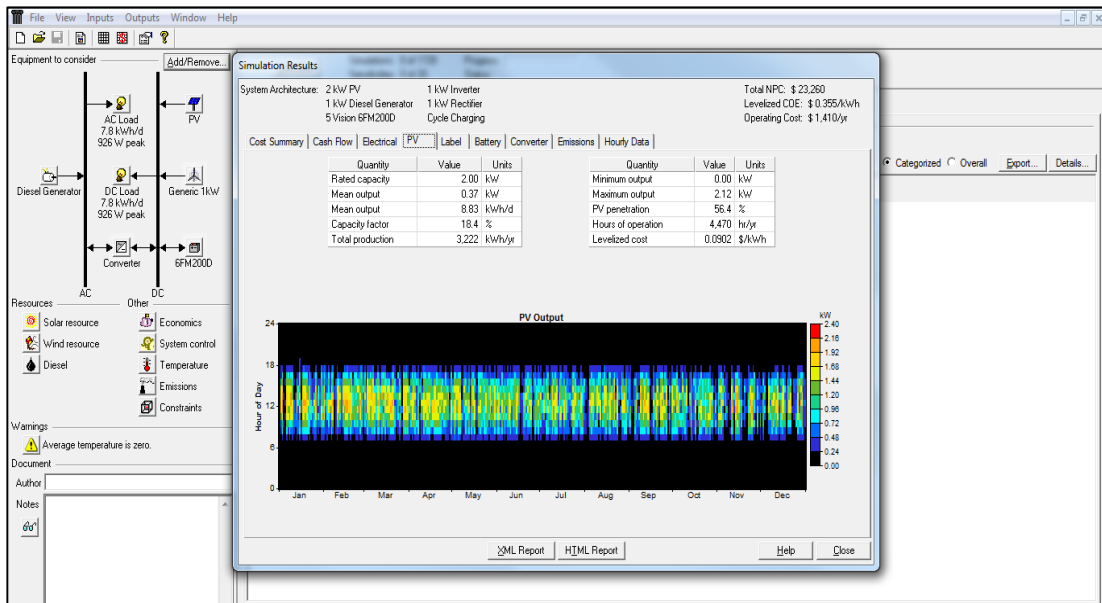 File View Inputs Outputs Window Help
Equipment to consider
Add/Remove...
AC Load
7.8 kWh/d
926 W peak
PV
Diesel Generator
DC Load
7.8 kWh/d
926 W peak
Generic 1kW
Converter
6FM200D
AC DC
Resources Other
Solar resource Economics
Wind resource System control
Diesel Temperature
Emissions
Constraints
Warnings
Average temperature is zero.
Document
Author
Notes
Categorized Overall Export... Details...
Simulation Results
System Architecture: 2 kW PV 1 kW Inverter Total NPC: $ 23,260
1 kW Diesel Generator 1 kW Rectifier Levelized COE: $ 0.355/kWh
5 Vision 6FM200D Cycle Charging Operating Cost: $ 1,410/yr
Cost Summary Cash Flow Electrical PV Label Battery Converter Emissions Hourly Data
Quantity Value Units Quantity Value Units
Rated capacity 2.00 kW Minimum output 0.00 kW
Mean output 0.37 kW Maximum output 2.12 kW
Mean output 8.83 kWh/d PV penetration 56.4 %
Capacity factor 18.4 % Hours of operation 4,470 hr/yr
Total production 3,222 kWh/yr Levelized cost 0.0902 $/kWh
PV Output
Hour of Day
24
18
12
6
0
Jan Feb Mar Apr May Jun Jul Aug Sep Oct Nov Dec
kW
2.40
2.16
1.92
1.68
1.44
1.20
0.96
0.72
0.48
0.24
0.00
XML Report HTML Report Help Close